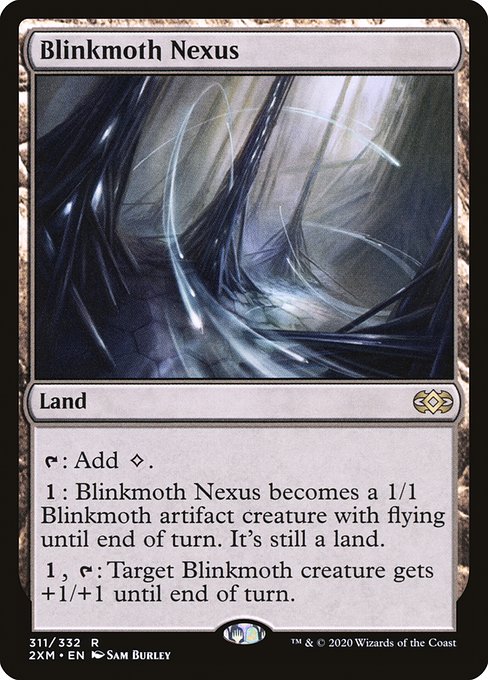 Blinkmoth Nexus
Land
: Add .
1 : Blinkmoth Nexus becomes a 1/1
Blinkmoth artifact creature with flying
until end of turn. It's still a land.
1 , : Target Blinkmoth creature gets
+1/+1 until end of turn.
311/332 R
2XM • EN Sam Burley
™ & © 2020 Wizards of the Coast